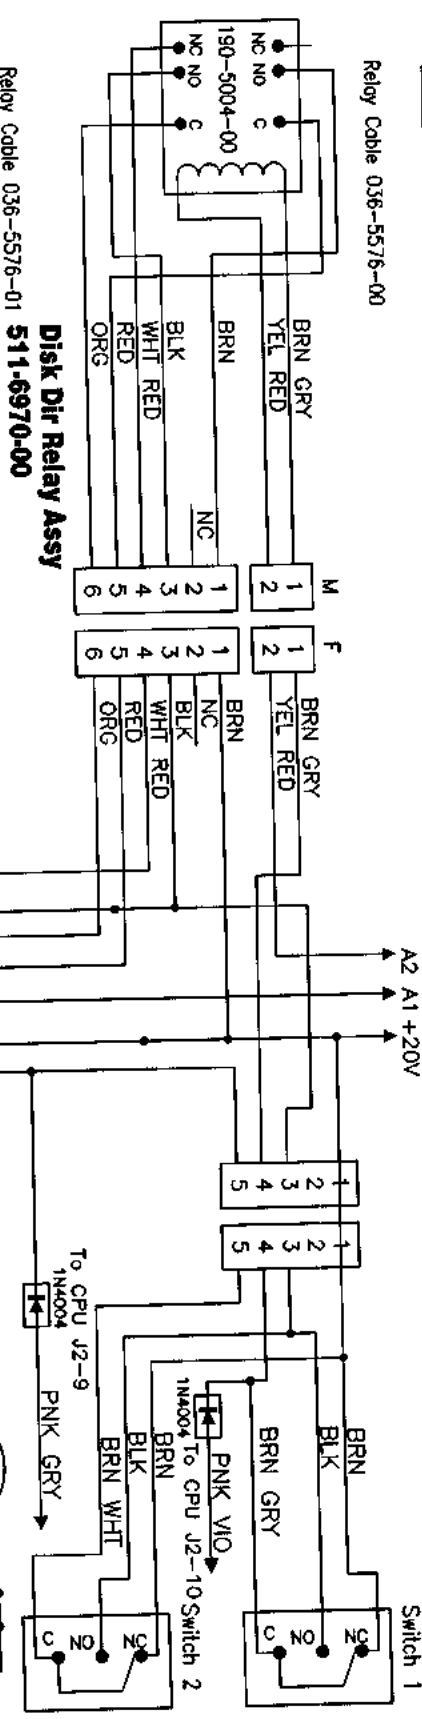 Relay Cable 036-5576-00
190-5004-00
NC
NO
C
NC
NO
C
BRN GRY
YEL RED
BRN
BLK
WHT RED
RED
ORG
NC
Disk Dir Relay Assy
511-6970-00
Relay Cable 036-5576-01
M
1
2
1
2
3
4
5
6
F
1
2
1
2
3
4
5
6
BRN GRY
YEL RED
BRN
NC
BLK
WHT RED
RED
ORG
A2
A1
+20V
1
2
3
4
5
1
2
3
4
5
To CPU J2-9
1N4004
PNK GRY
1N4004
To CPU J2-10
PNK VIO
BRN
BLK
BRN GRY
BRN
BLK
BRN WHT
Switch 1
NC
NO
C
Switch 2
NC
NO
C